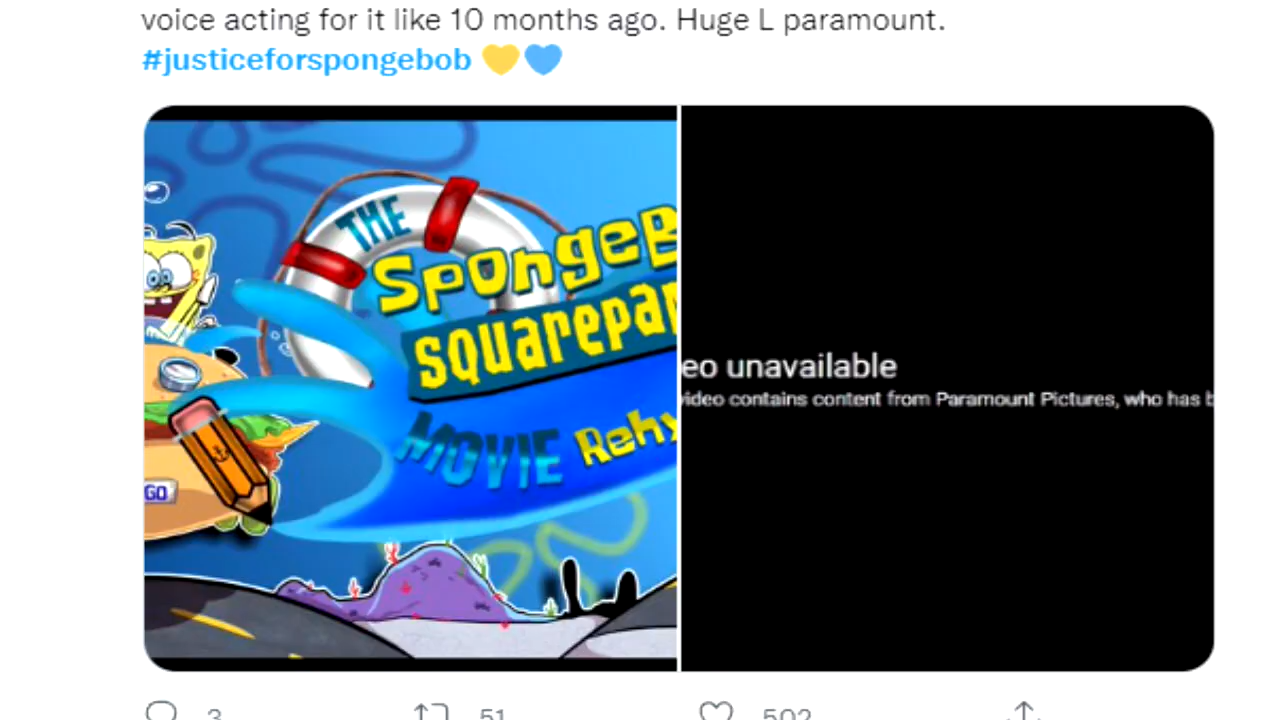 voice acting for it like 10 months ago. Huge L paramount.
#justiceforspongebob 💛💙
THE
SpongeB
squarepa
MOVIE Rehy
GO
eo unavailable
video contains content from Paramount Pictures, who has b
3
51
502